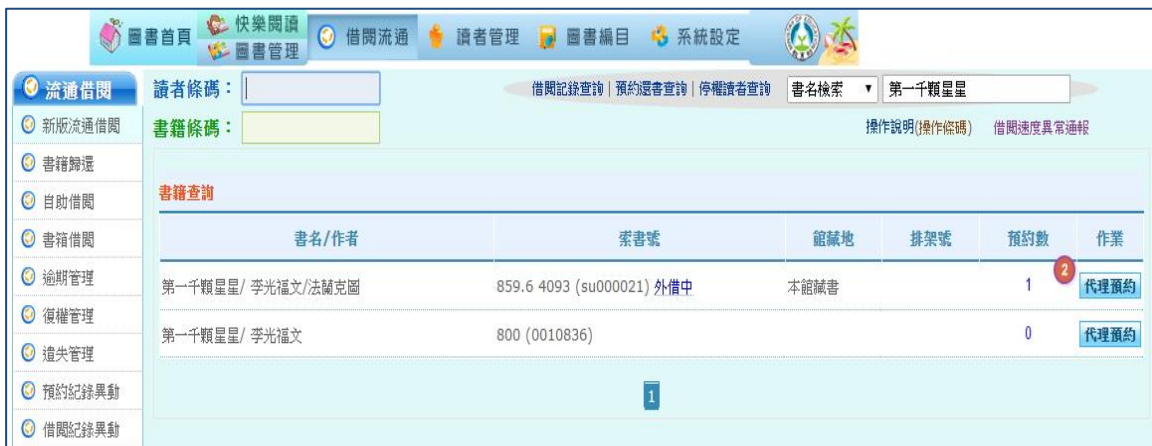 圖書首頁 快樂閱讀 圖書管理 借閱流通 讀者管理 圖書編目 系統設定
流通借閱
新版流通借閱
書籍歸還
自助借閱
書箱借閱
逾期管理
復權管理
遺失管理
預約紀錄異動
借閱紀錄異動
讀者條碼：
借閱記錄查詢 | 預約還書查詢 | 停權讀者查詢 書名檢索 ▼ 第一千顆星星
書籍條碼：
操作說明(操作條碼) 借閱速度異常通報
書籍查詢
書名/作者 索書號 館藏地 排架號 預約數 作業
第一千顆星星/ 李光福文/法蘭克圖 859.6 4093 (su000021) 外借中 本館藏書 1 2 代理預約
第一千顆星星/ 李光福文 800 (0010836) 0 代理預約
1